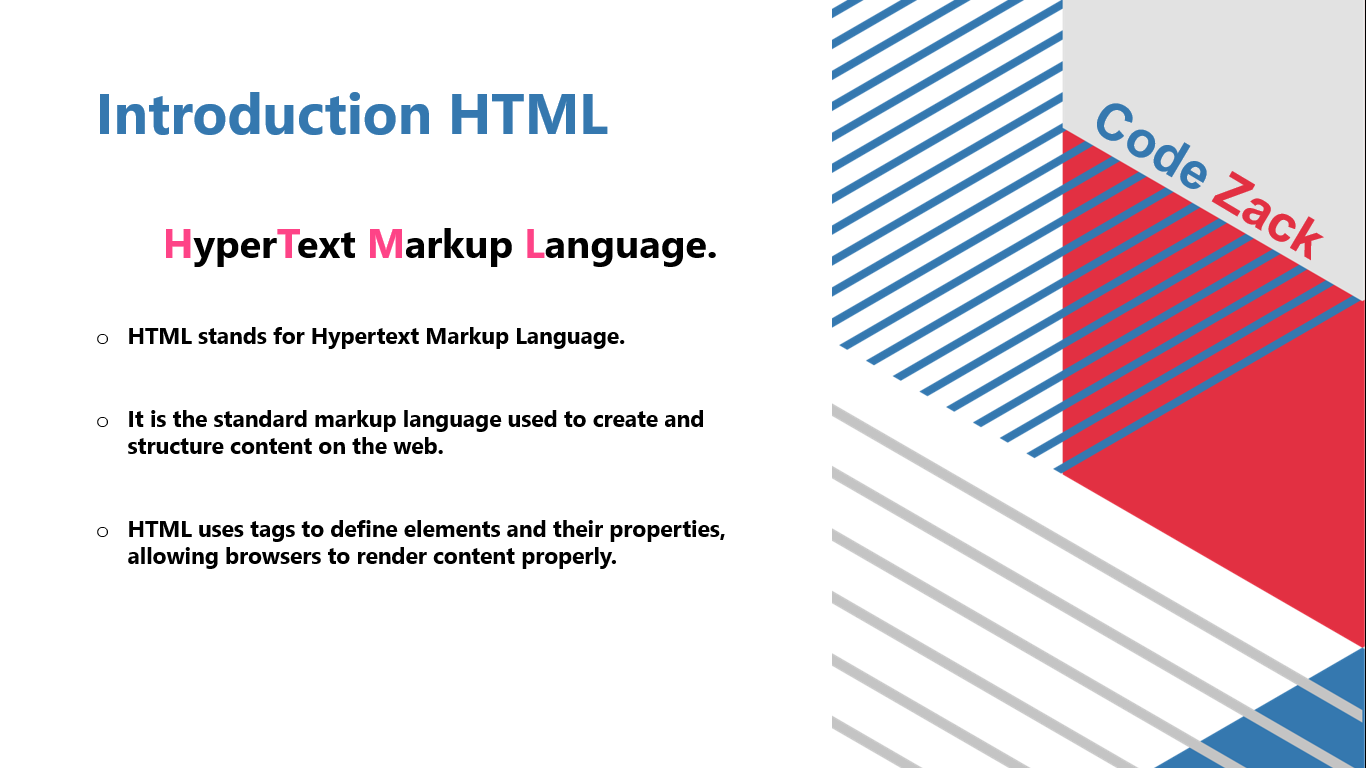 Introduction HTML
HyperText Markup Language.
○ HTML stands for Hypertext Markup Language.
○ It is the standard markup language used to create and
structure content on the web.
○ HTML uses tags to define elements and their properties,
allowing browsers to render content properly.
Code Zack